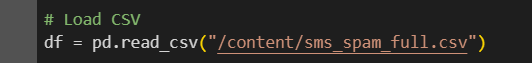 # Load CSV
df = pd.read_csv("/content/sms_spam_full.csv")